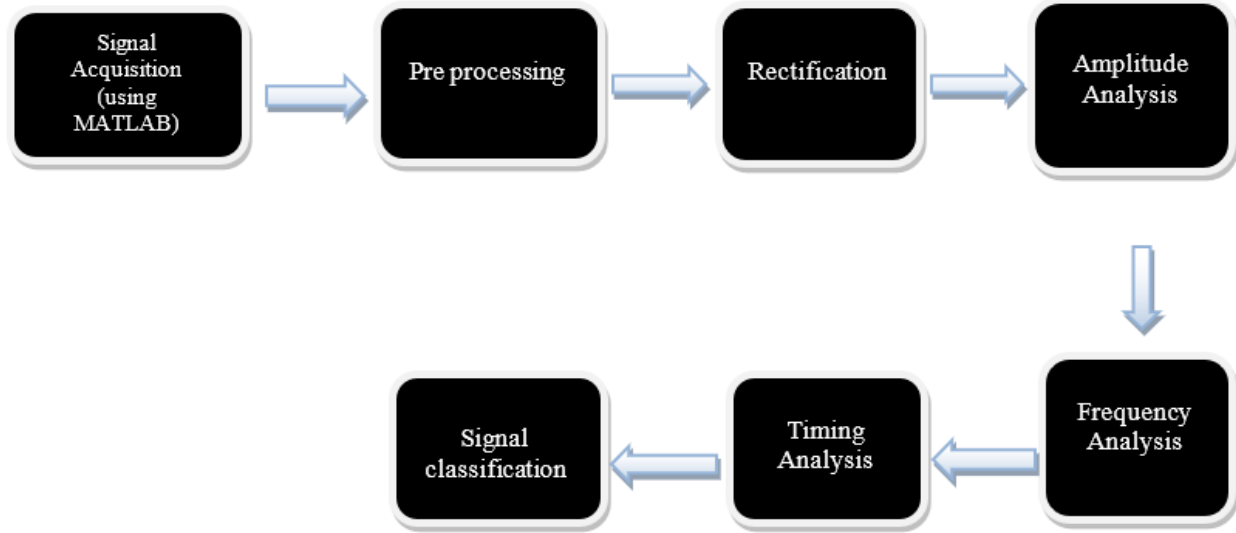 Signal
Acquisition
(using
MATLAB)
Pre processing
Rectification
Amplitude
Analysis
Frequency
Analysis
Timing
Analysis
Signal
classification